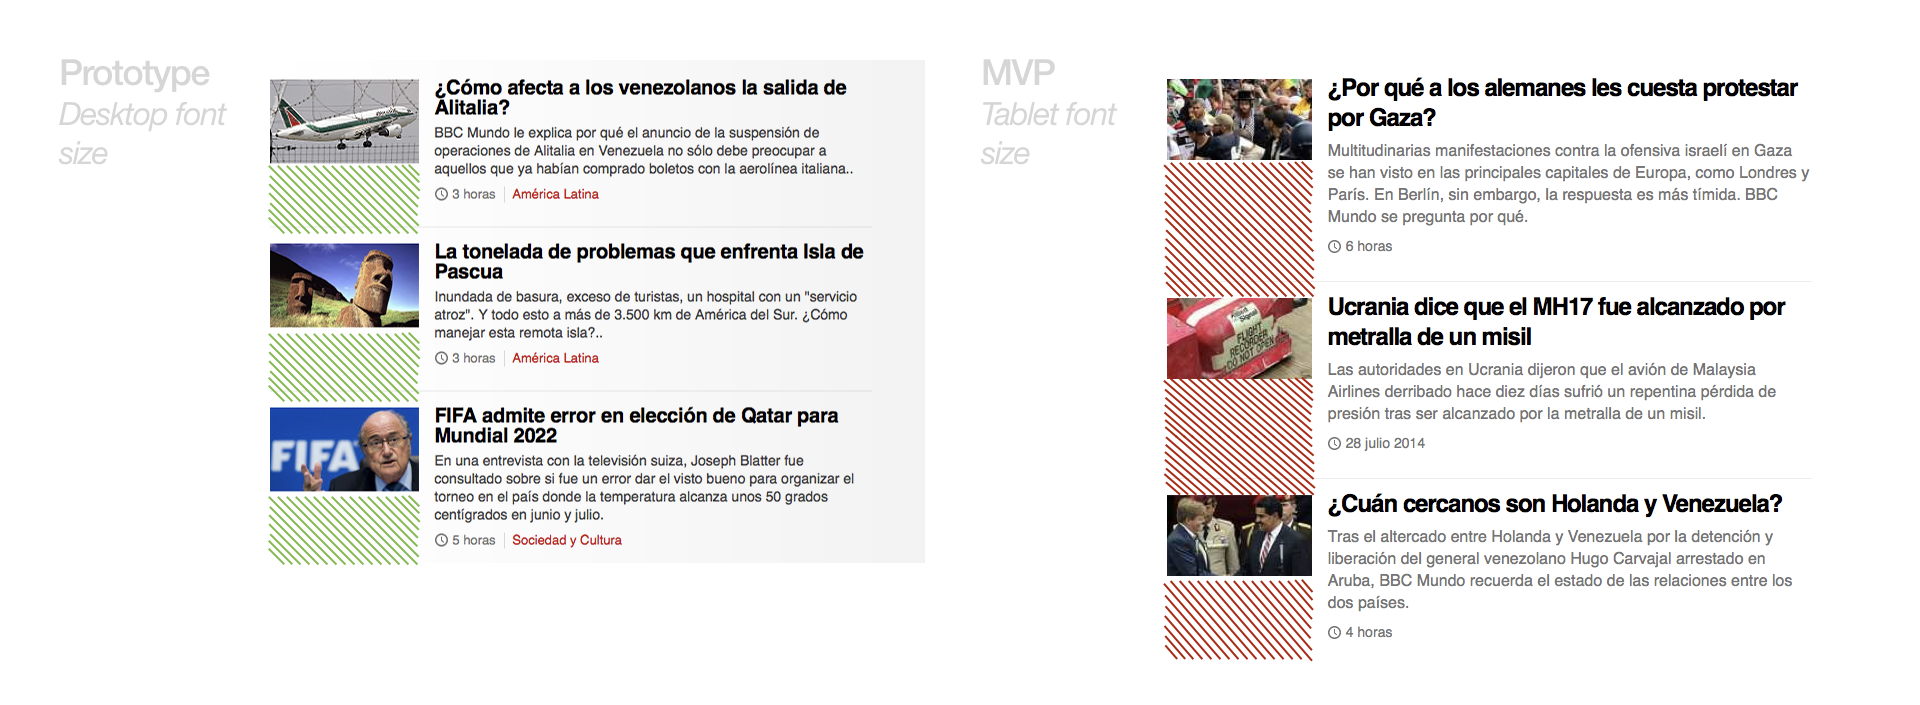 Prototype
Desktop font
size
¿Cómo afecta a los venezolanos la salida de
Alitalia?
BBC Mundo le explica por qué el anuncio de la suspensión de
operaciones de Alitalia en Venezuela no sólo debe preocupar a
aquellos que ya habían comprado boletos con la aerolínea italiana..
3 horas
América Latina
La tonelada de problemas que enfrenta Isla de
Pascua
Inundada de basura, exceso de turistas, un hospital con un "servicio
atroz". Y todo esto a más de 3.500 km de América del Sur. ¿Cómo
manejar esta remota isla?..
3 horas
América Latina
FIFA
FIFA admite error en elección de Qatar para
Mundial 2022
En una entrevista con la televisión suiza, Joseph Blatter fue
consultado sobre si fue un error dar el visto bueno para organizar el
torneo en el país donde la temperatura alcanza unos 50 grados
centígrados en junio y julio.
5 horas
Sociedad y Cultura
MVP
Tablet font
size
¿Por qué a los alemanes les cuesta protestar
por Gaza?
Multitudinarias manifestaciones contra la ofensiva israelí en Gaza
se han visto en las principales capitales de Europa, como Londres y
París. En Berlín, sin embargo, la respuesta es más tímida. BBC
Mundo se pregunta por qué.
6 horas
FLIGHT
RECORDER
DO NOT OPEN
Ucrania dice que el MH17 fue alcanzado por
metralla de un misil
Las autoridades en Ucrania dijeron que el avión de Malaysia
Airlines derribado hace diez días sufrió un repentina pérdida de
presión tras ser alcanzado por la metralla de un misil.
28 julio 2014
¿Cuán cercanos son Holanda y Venezuela?
Tras el altercado entre Holanda y Venezuela por la detención y
liberación del general venezolano Hugo Carvajal arrestado en
Aruba, BBC Mundo recuerda el estado de las relaciones entre los
dos países.
4 horas